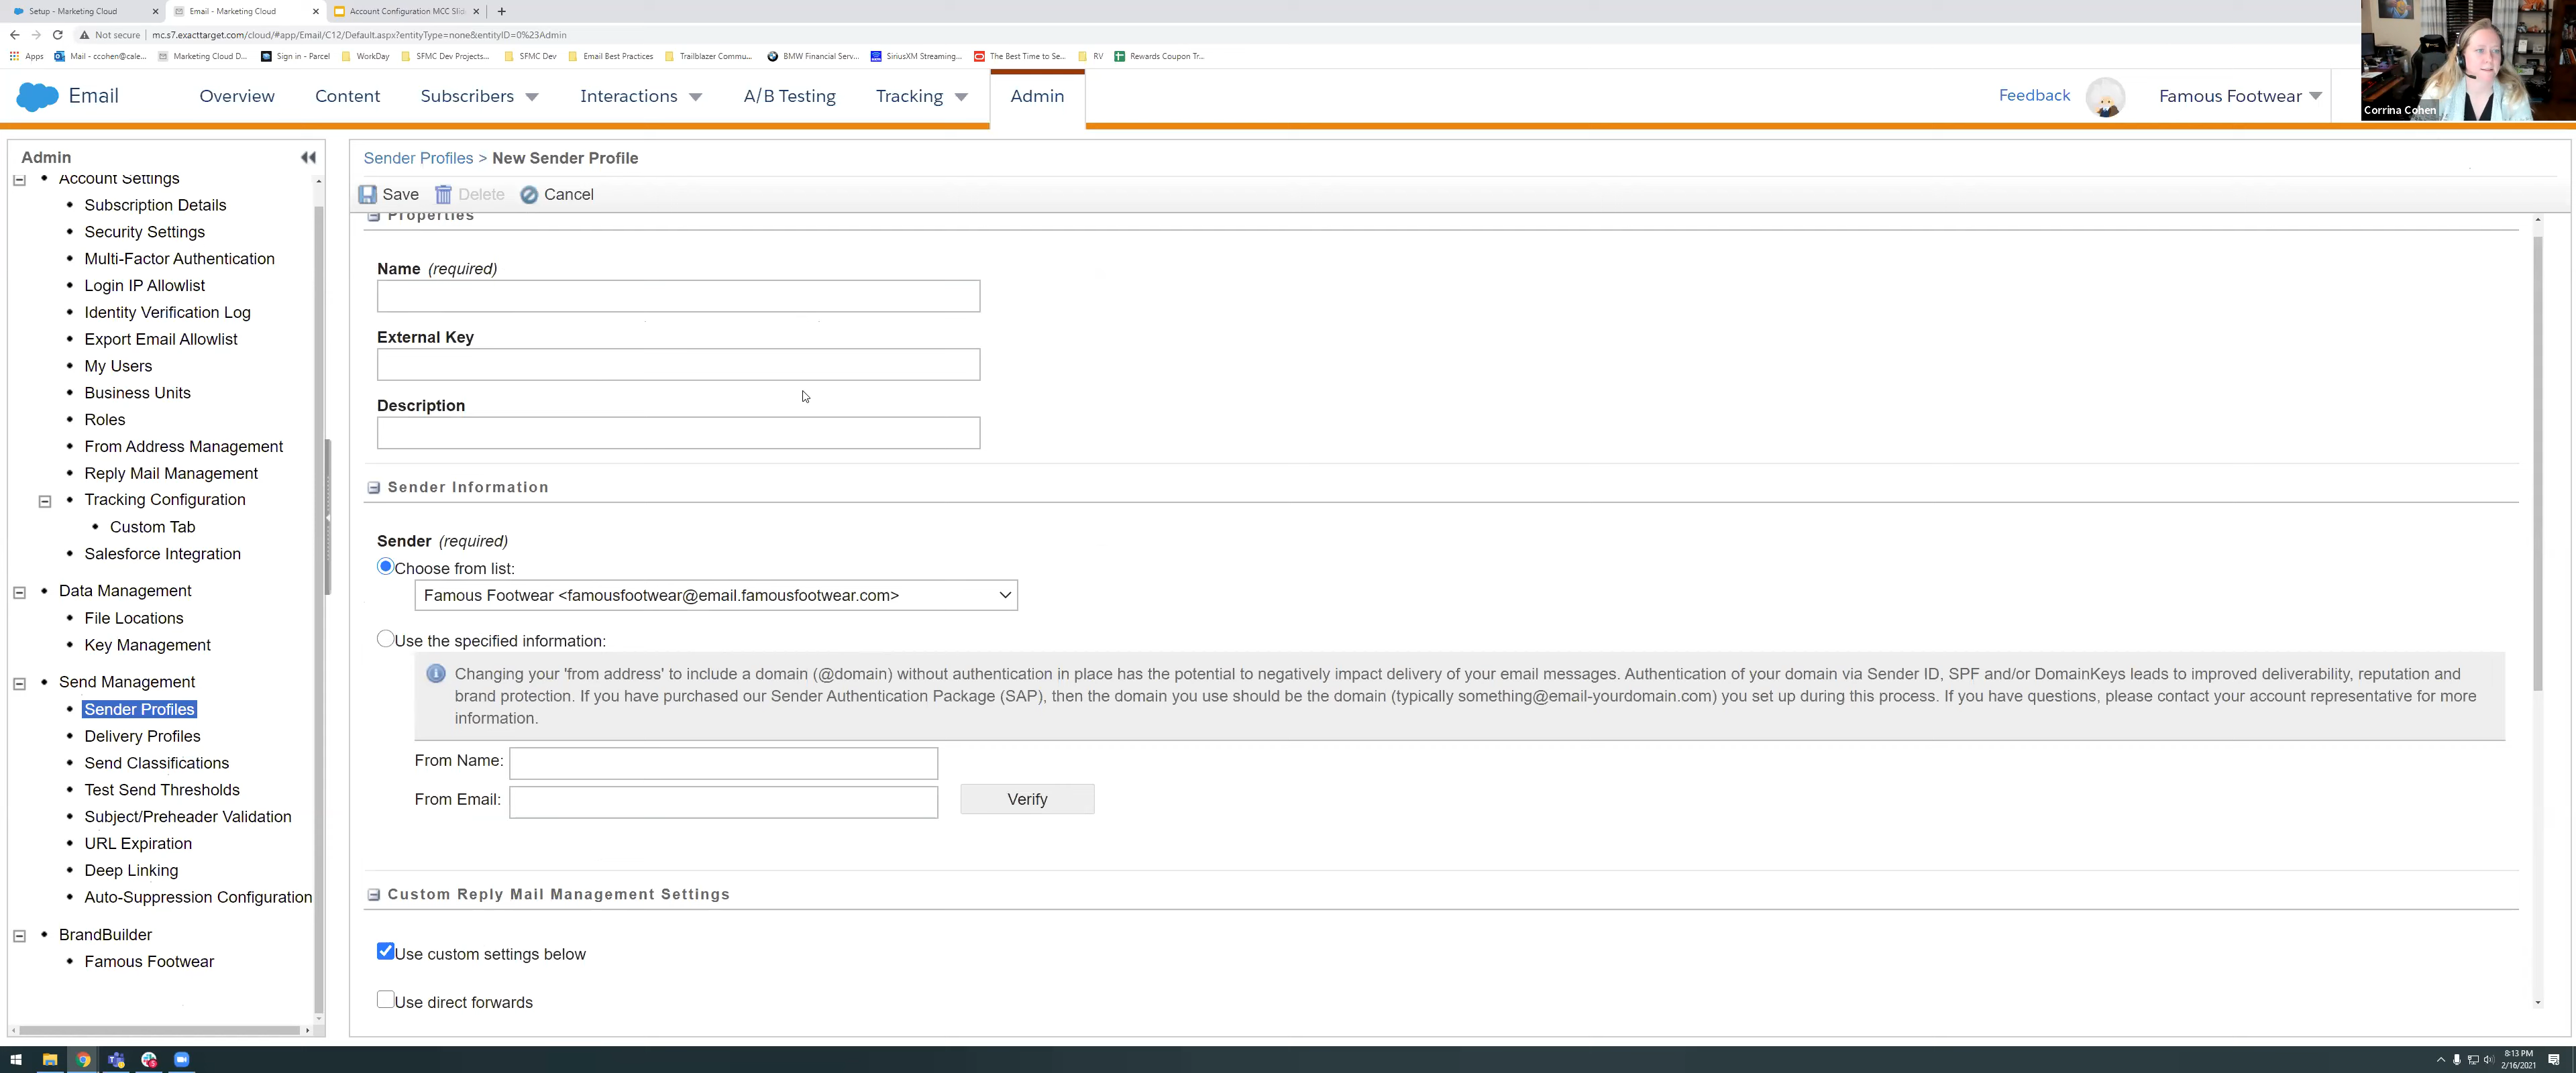 Setup - Marketing Cloud
Email - Marketing Cloud
Account Configuration MCC Slid
Not secure
mc.s7.exacttarget.com/cloud/#app/Email/C12/Default.aspx?entityType=none&entityID=0%23Admin
Apps
Mail - ccohen@cale...
Marketing Cloud D...
Sign in - Parcel
WorkDay
SFMC Dev Projects...
SFMC Dev
Email Best Practices
Trailblazer Commu...
BMW Financial Serv...
SiriusXM Streaming...
The Best Time to Se...
RV
Rewards Coupon Tr...
Email
Overview
Content
Subscribers
Interactions
A/B Testing
Tracking
Admin
Feedback
Famous Footwear
Corrina Cohen
Admin
Account Settings
Subscription Details
Security Settings
Multi-Factor Authentication
Login IP Allowlist
Identity Verification Log
Export Email Allowlist
My Users
Business Units
Roles
From Address Management
Reply Mail Management
Tracking Configuration
Custom Tab
Salesforce Integration
Data Management
File Locations
Key Management
Send Management
Sender Profiles
Delivery Profiles
Send Classifications
Test Send Thresholds
Subject/Preheader Validation
URL Expiration
Deep Linking
Auto-Suppression Configuration
BrandBuilder
Famous Footwear
Sender Profiles > New Sender Profile
Save
Delete
Cancel
Properties
Name (required)
External Key
Description
Sender Information
Sender (required)
Choose from list:
Famous Footwear <famousfootwear@email.famousfootwear.com>
Use the specified information:
Changing your 'from address' to include a domain (@domain) without authentication in place has the potential to negatively impact delivery of your email messages. Authentication of your domain via Sender ID, SPF and/or DomainKeys leads to improved deliverability, reputation and
brand protection. If you have purchased our Sender Authentication Package (SAP), then the domain you use should be the domain (typically something@email-yourdomain.com) you set up during this process. If you have questions, please contact your account representative for more
information.
From Name:
From Email:
Verify
Custom Reply Mail Management Settings
Use custom settings below
Use direct forwards
8:13 PM
2/16/2021